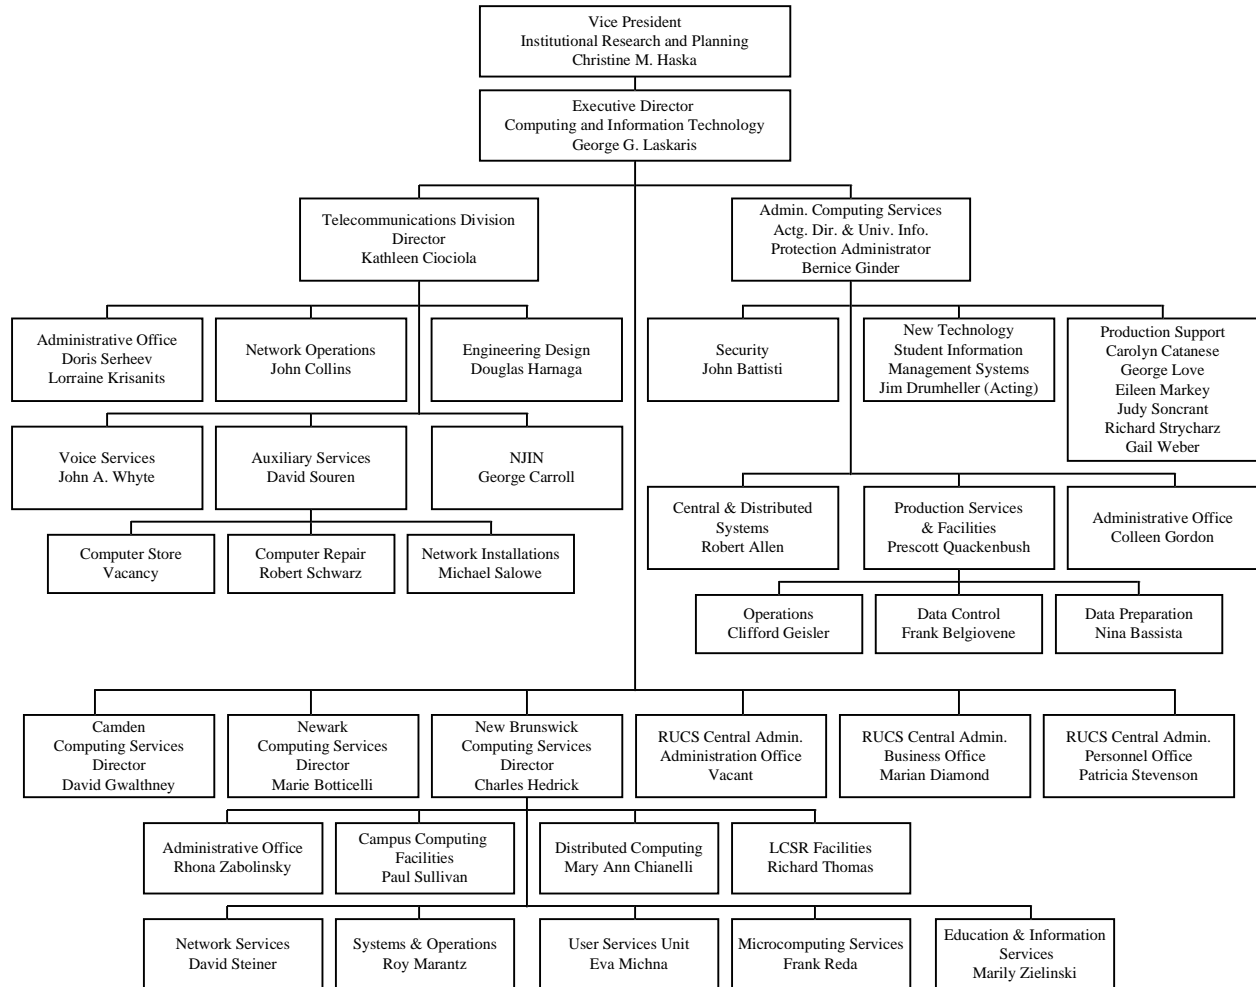 Vice President
Institutional Research and Planning
Christine M. Haska
Executive Director
Computing and Information Technology
George G. Laskaris
Telecommunications Division
Director
Kathleen Ciociola
Admin. Computing Services
Actg. Dir. & Univ. Info.
Protection Administrator
Bernice Ginder
Administrative Office
Doris Serheev
Lorraine Krisanits
Network Operations
John Collins
Engineering Design
Douglas Harnaga
Security
John Battisti
New Technology
Student Information
Management Systems
Jim Drumheller (Acting)
Production Support
Carolyn Catanese
George Love
Eileen Markey
Judy Soncrant
Richard Strycharz
Gail Weber
Voice Services
John A. Whyte
Auxiliary Services
David Souren
NJIN
George Carroll
Central & Distributed
Systems
Robert Allen
Production Services
& Facilities
Prescott Quackenbush
Administrative Office
Colleen Gordon
Computer Store
Vacancy
Computer Repair
Robert Schwarz
Network Installations
Michael Salowe
Operations
Clifford Geisler
Data Control
Frank Belgiovene
Data Preparation
Nina Bassista
Camden
Computing Services
Director
David Gwalthney
Newark
Computing Services
Director
Marie Botticelli
New Brunswick
Computing Services
Director
Charles Hedrick
RUCS Central Admin.
Administration Office
Vacant
RUCS Central Admin.
Business Office
Marian Diamond
RUCS Central Admin.
Personnel Office
Patricia Stevenson
Administrative Office
Rhona Zabolinsky
Campus Computing
Facilities
Paul Sullivan
Distributed Computing
Mary Ann Chianelli
LCSR Facilities
Richard Thomas
Network Services
David Steiner
Systems & Operations
Roy Marantz
User Services Unit
Eva Michna
Microcomputing Services
Frank Reda
Education & Information
Services
Marily Zielinski